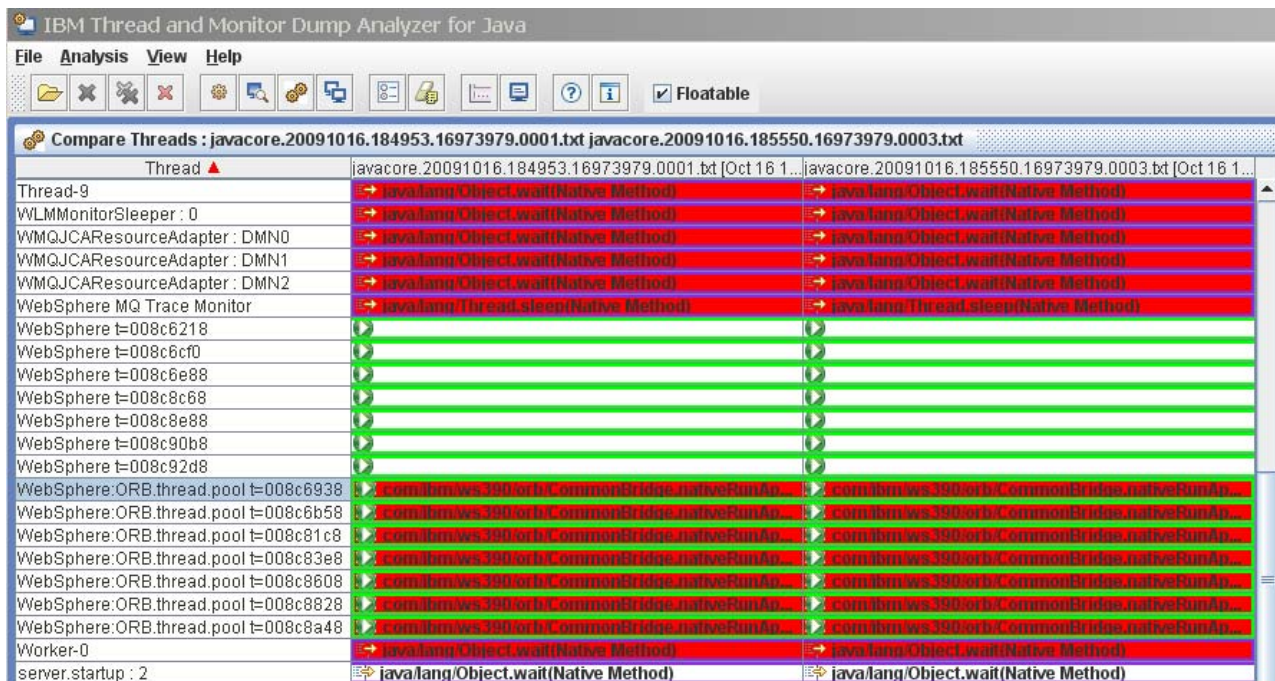 IBM Thread and Monitor Dump Analyzer for Java
File Analysis View Help
Floatable
Compare Threads : javacore.20091016.184953.16973979.0001.txt javacore.20091016.185550.16973979.0003.txt
Thread javacore.20091016.184953.16973979.0001.txt [Oct 16 1... javacore.20091016.185550.16973979.0003.txt [Oct 16 1...
Thread-9 java/lang/Object.wait(Native Method) java/lang/Object.wait(Native Method)
WLMMonitorSleeper : 0 java/lang/Object.wait(Native Method) java/lang/Object.wait(Native Method)
WMQJCAResourceAdapter : DMN0 java/lang/Object.wait(Native Method) java/lang/Object.wait(Native Method)
WMQJCAResourceAdapter : DMN1 java/lang/Object.wait(Native Method) java/lang/Object.wait(Native Method)
WMQJCAResourceAdapter : DMN2 java/lang/Object.wait(Native Method) java/lang/Object.wait(Native Method)
WebSphere MQ Trace Monitor java/lang/Thread.sleep(Native Method) java/lang/Thread.sleep(Native Method)
WebSphere t=008c6218
WebSphere t=008c6cf0
WebSphere t=008c6e88
WebSphere t=008c8c68
WebSphere t=008c8e88
WebSphere t=008c90b8
WebSphere t=008c92d8
WebSphere:ORB.thread.pool t=008c6938 com/ibm/ws390/orb/CommonBridge.nativeRunAp... com/ibm/ws390/orb/CommonBridge.nativeRunAp...
WebSphere:ORB.thread.pool t=008c6b58 com/ibm/ws390/orb/CommonBridge.nativeRunAp... com/ibm/ws390/orb/CommonBridge.nativeRunAp...
WebSphere:ORB.thread.pool t=008c81c8 com/ibm/ws390/orb/CommonBridge.nativeRunAp... com/ibm/ws390/orb/CommonBridge.nativeRunAp...
WebSphere:ORB.thread.pool t=008c83e8 com/ibm/ws390/orb/CommonBridge.nativeRunAp... com/ibm/ws390/orb/CommonBridge.nativeRunAp...
WebSphere:ORB.thread.pool t=008c8608 com/ibm/ws390/orb/CommonBridge.nativeRunAp... com/ibm/ws390/orb/CommonBridge.nativeRunAp...
WebSphere:ORB.thread.pool t=008c8828 com/ibm/ws390/orb/CommonBridge.nativeRunAp... com/ibm/ws390/orb/CommonBridge.nativeRunAp...
WebSphere:ORB.thread.pool t=008c8a48 com/ibm/ws390/orb/CommonBridge.nativeRunAp... com/ibm/ws390/orb/CommonBridge.nativeRunAp...
Worker-0 java/lang/Object.wait(Native Method) java/lang/Object.wait(Native Method)
server.startup : 2 java/lang/Object.wait(Native Method) java/lang/Object.wait(Native Method)